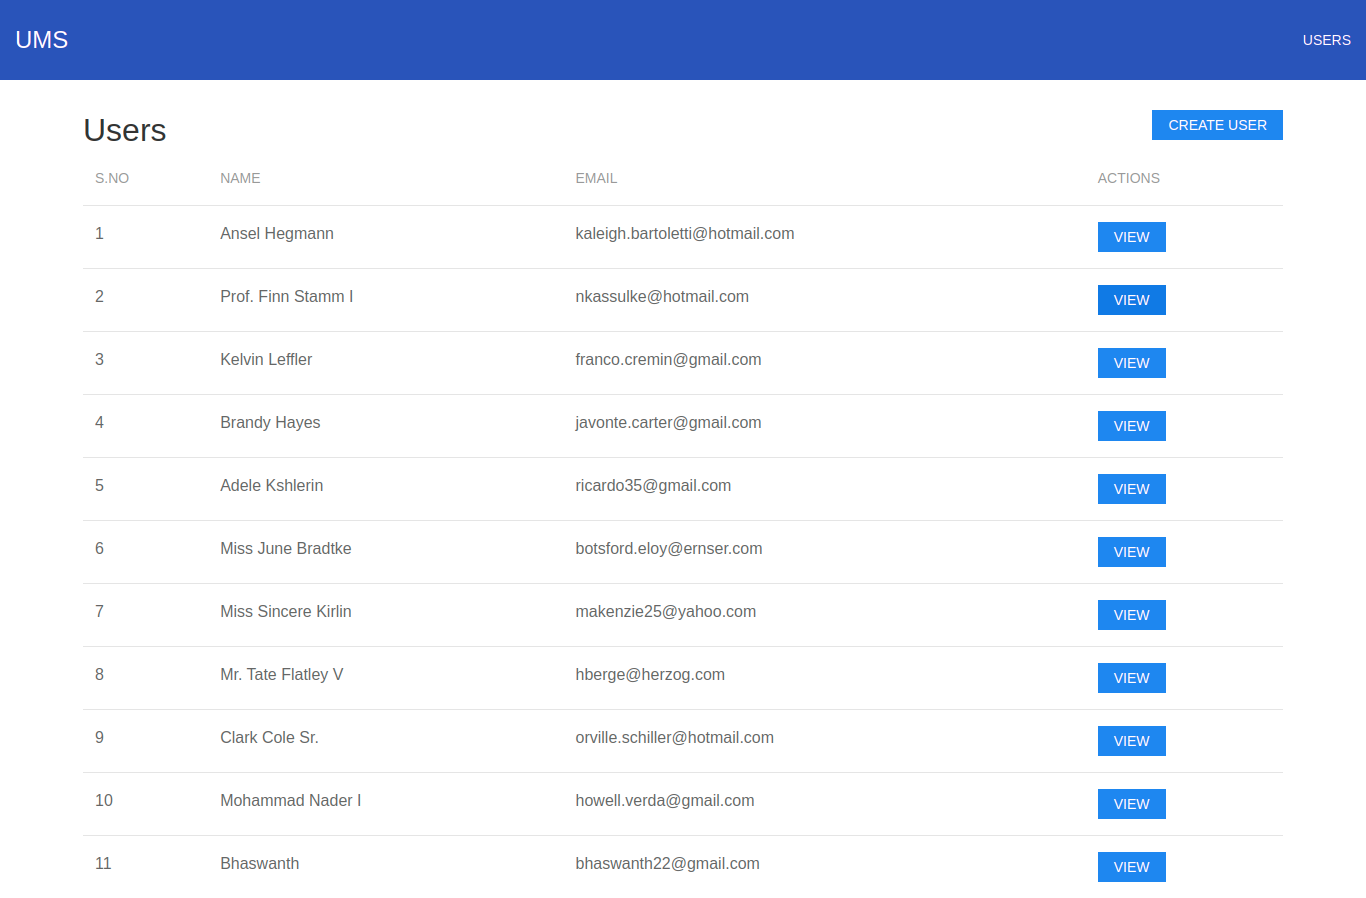 UMS USERS
Users CREATE USER
S.NO NAME EMAIL ACTIONS
1 Ansel Hegmann kaleigh.bartoletti@hotmail.com VIEW
2 Prof. Finn Stamm I nkassulke@hotmail.com VIEW
3 Kelvin Leffler franco.cremin@gmail.com VIEW
4 Brandy Hayes javonte.carter@gmail.com VIEW
5 Adele Kshlerin ricardo35@gmail.com VIEW
6 Miss June Bradtke botsford.eloy@ernser.com VIEW
7 Miss Sincere Kirlin makenzie25@yahoo.com VIEW
8 Mr. Tate Flatley V hberge@herzog.com VIEW
9 Clark Cole Sr. orville.schiller@hotmail.com VIEW
10 Mohammad Nader I howell.verda@gmail.com VIEW
11 Bhaswanth bhaswanth22@gmail.com VIEW